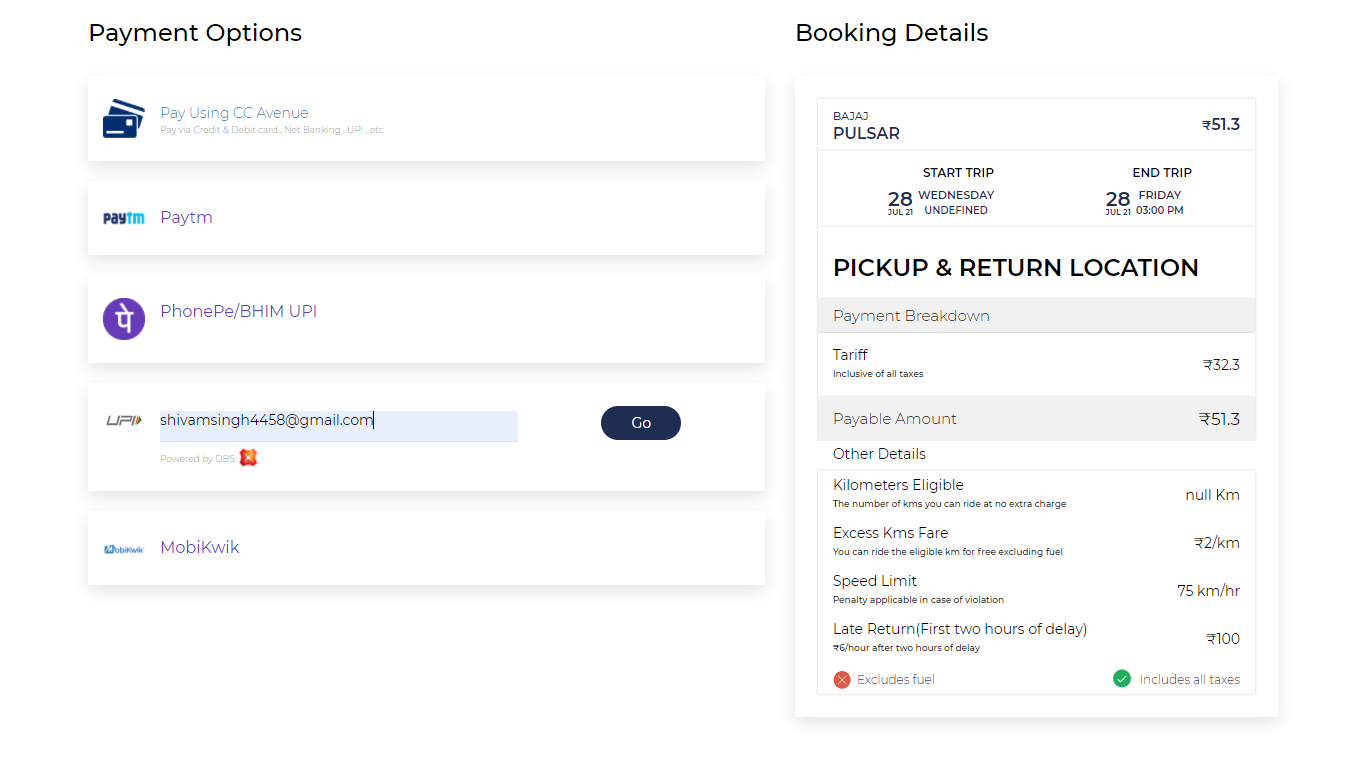 Payment Options
Pay Using CC Avenue
Pay via Credit & Debit card , Net Banking , UPI , etc
Paytm Paytm
PhonePe/BHIM UPI
पे
UPI shivamsingh4458@gmail.com Go
Powered by DBS
MobiKwik MobiKwik
Booking Details
BAJAJ
PULSAR ₹51.3
START TRIP END TRIP
28 WEDNESDAY 28 FRIDAY
JUL 21 UNDEFINED JUL 21 03:00 PM
PICKUP & RETURN LOCATION
Payment Breakdown
Tariff ₹32.3
Inclusive of all taxes
Payable Amount ₹51.3
Other Details
Kilometers Eligible null Km
The number of kms you can ride at no extra charge
Excess Kms Fare ₹2/km
You can ride the eligible km for free excluding fuel
Speed Limit 75 km/hr
Penalty applicable in case of violation
Late Return(First two hours of delay) ₹100
₹6/hour after two hours of delay
Excludes fuel Includes all taxes